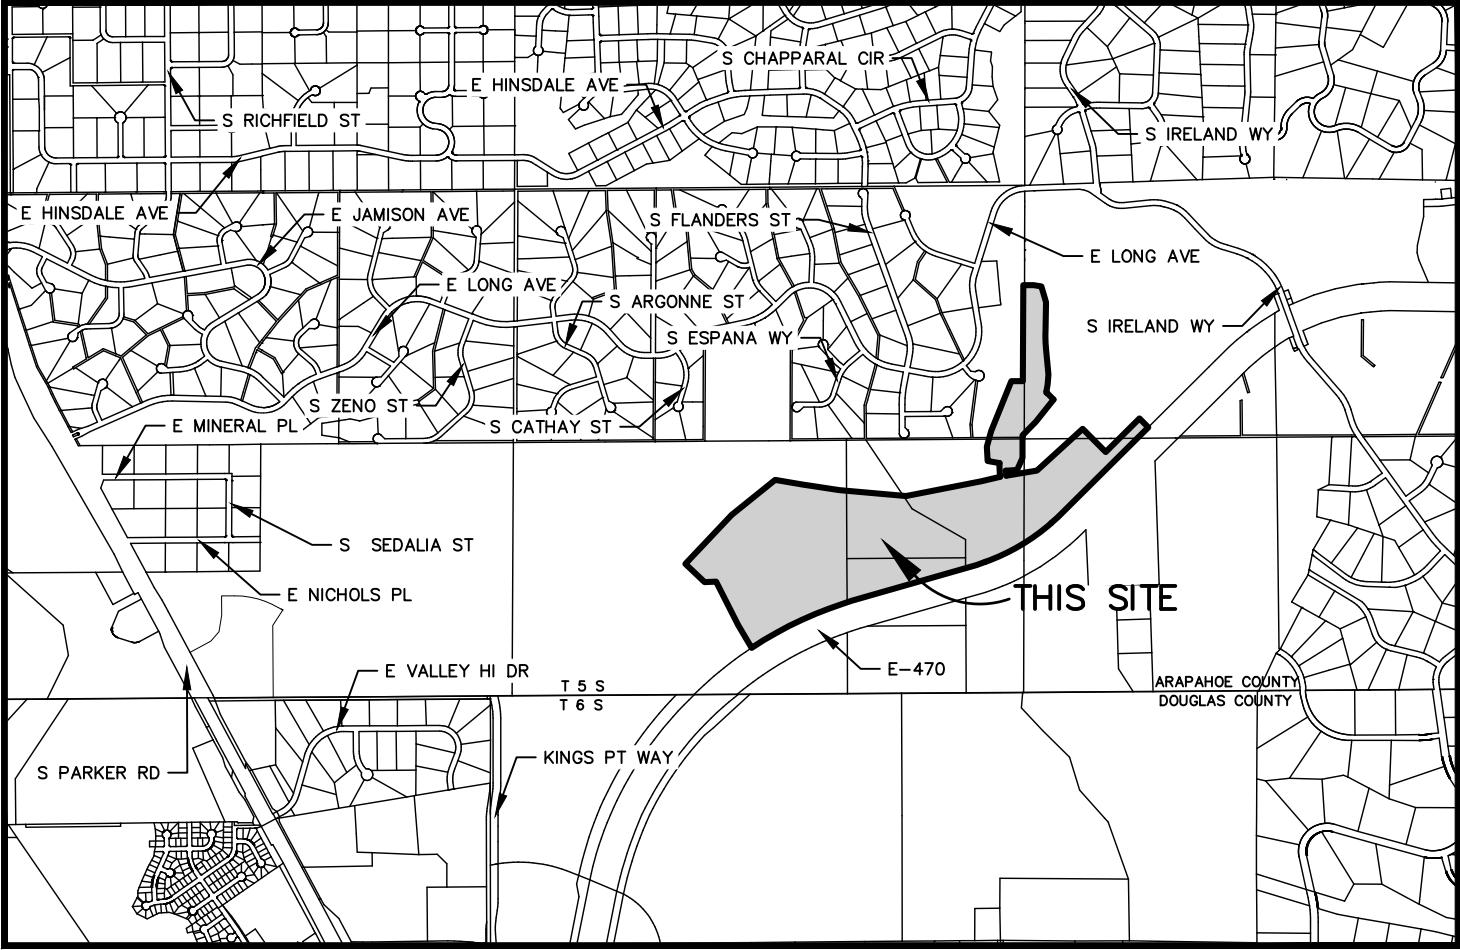 S CHAPPARAL CIR
E HINSDALE AVE
S RICHFIELD ST
S IRELAND WY
E HINSDALE AVE
E JAMISON AVE
S FLANDERS ST
E LONG AVE
E LONG AVE
S ARGONNE ST
S IRELAND WY
S ESPANA WY
S ZENO ST
E MINERAL PL
S CATHAY ST
S SEDALIA ST
E NICHOLS PL
THIS SITE
E VALLEY HI DR
E-470
T 5 S
T 6 S
ARAPAHOE COUNTY
DOUGLAS COUNTY
S PARKER RD
KINGS PT WAY